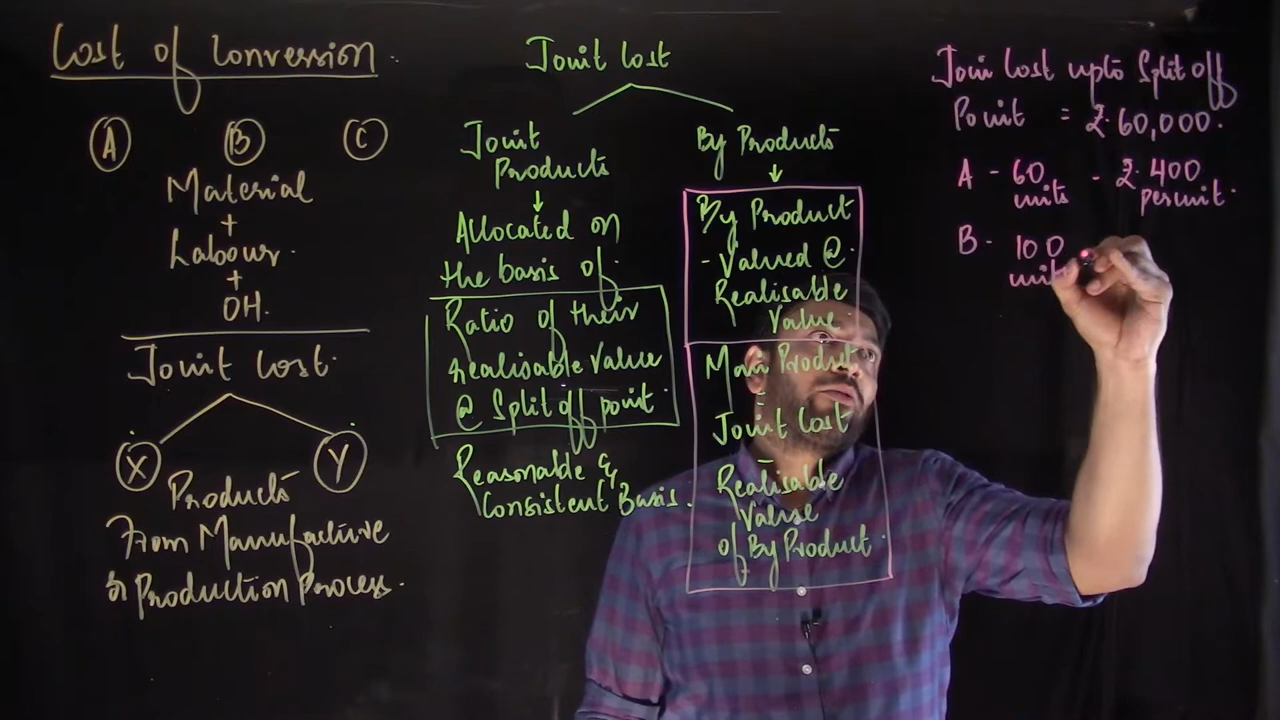 Cost of Conversion.
A B C
Material
+
Labour.
+
OH.
Joint Cost
X Y
Products
From Manufacture
or Production Process.
Joint Cost
Joint
Products
Allocated on
the basis of
Ratio of their
realisable Value
@ Split off point.
Reasonable &
Consistent Basis.
By Products
By Product
- Valued @
Realisable
Value
Main Product
Joint Cost
-
Realisable
Value
of By Product.
Join Cost upto Split off
Point = ₹ 60,000.
A - 60 units - ₹ 400 per unit.
B - 100 units